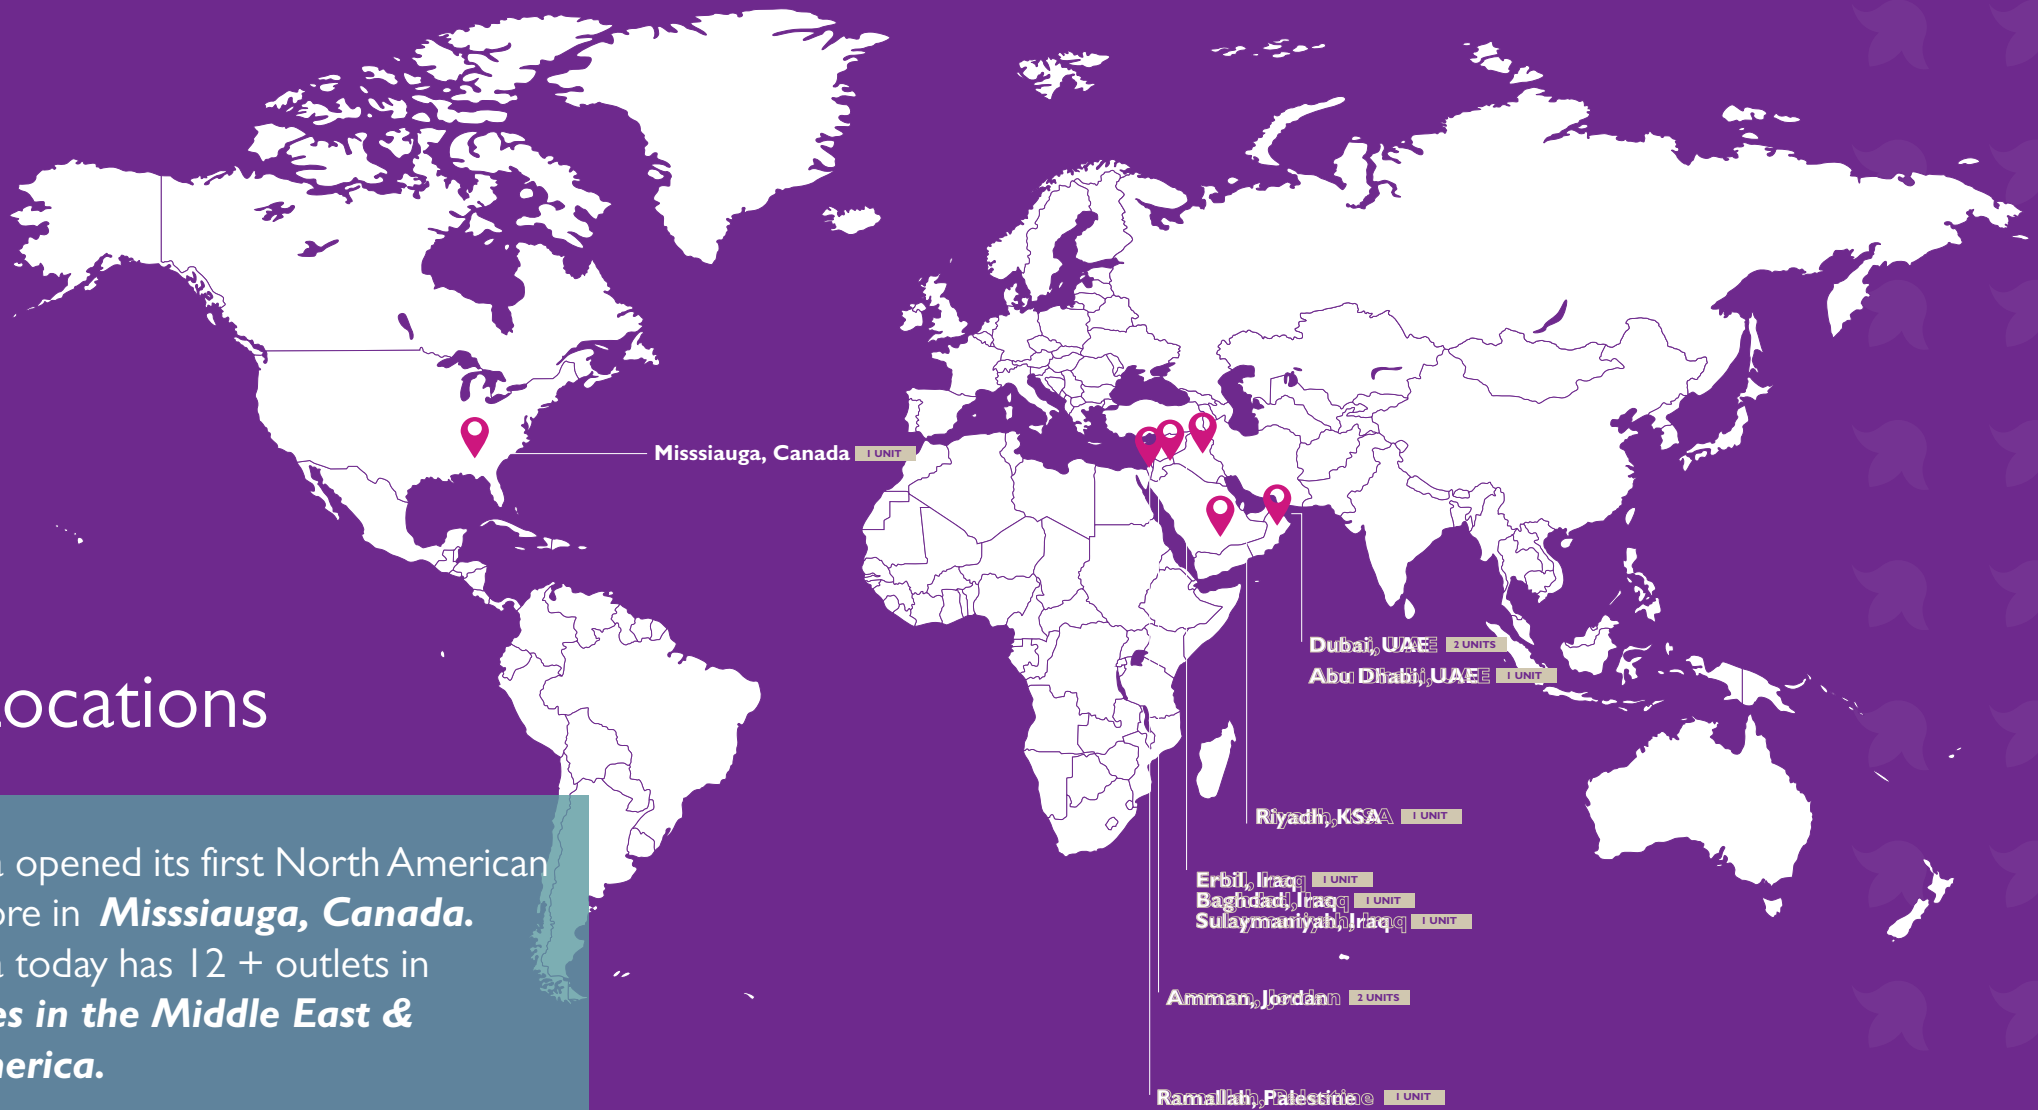 Misssiauga, Canada 1 UNIT
Dubai, UAE 2 UNITS
Abu Dhabi, UAE 1 UNIT
Locations
Riyadh, KSA 1 UNIT
a opened its first North American
ore in Misssiauga, Canada.
a today has 12 + outlets in
es in the Middle East &
merica.
Erbil, Iraq 1 UNIT
Baghdad, Iraq 1 UNIT
Sulaymaniyah, Iraq 1 UNIT
Amman, Jordan 2 UNITS
Ramallah, Palestine 1 UNIT